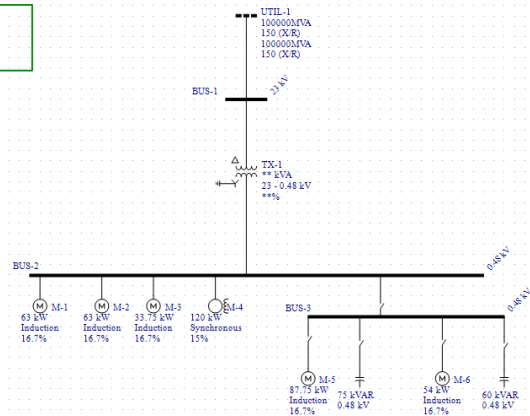 UTIL-1
100000MVA
150 (X/R)
100000MVA
150 (X/R)
BUS-1
23 kV
TX-1
** kVA
23 - 0.48 kV
**%
BUS-2
0.48 kV
M M-1
63 kW
Induction
16.7%
M M-2
63 kW
Induction
16.7%
M M-3
33.75 kW
Induction
16.7%
M-4
120 kW
Synchronous
15%
BUS-3
0.48 kV
M M-5
87.75 kW
Induction
16.7%
75 kVAR
0.48 kV
M M-6
54 kW
Induction
16.7%
60 kVAR
0.48 kV